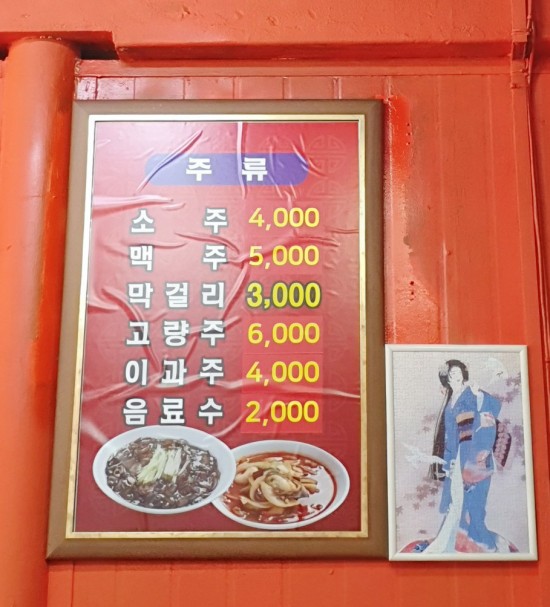 주 류
소 주 4,000
맥 주 5,000
막걸리 3,000
고량주 6,000
이과주 4,000
음료수 2,000